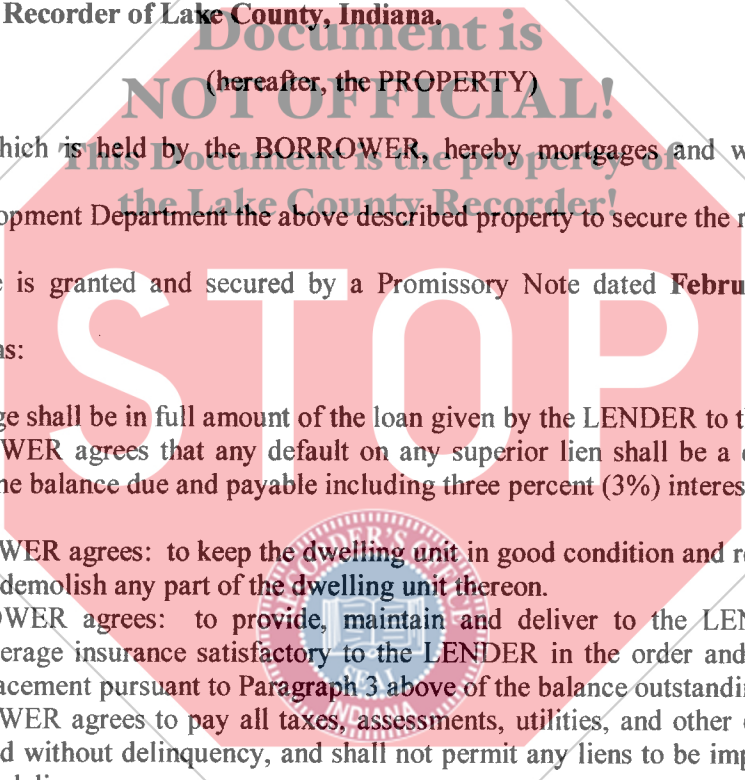 Recorder of Lake County, Indiana.
Document is
(hereafter, the PROPERTY)
NOT OFFICIAL!
which is held by the BORROWER, hereby mortgages and w
This Document is the property of
the Lake County Recorder!
opment Department the above described property to secure the r
e is granted and secured by a Promissory Note dated Febru
STOP
ns:
ge shall be in full amount of the loan given by the LENDER to t
WER agrees that any default on any superior lien shall be a
he balance due and payable including three percent (3%) interes
WER agrees: to keep the dwelling unit in good condition and r
demolish any part of the dwelling unit thereon.
OWER agrees: to provide, maintain and deliver to the LEN
erage insurance satisfactory to the LENDER in the order and
acement pursuant to Paragraph 3 above of the balance outstandin
WER agrees to pay all taxes, assessments, utilities, and other
d without delinquency, and shall not permit any liens to be imp
RECORDER'S OFFICE
SEAL
INDIANA